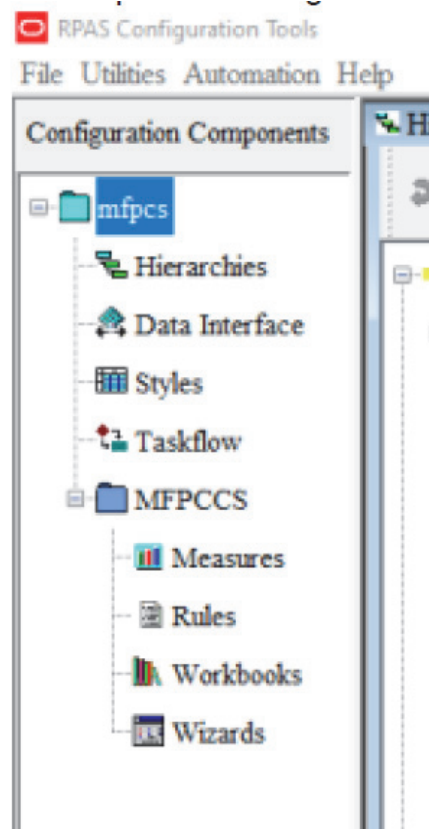 RPAS Configuration Tools
File Utilities Automation Help
Configuration Components
H
mfpcs
Hierarchies
Data Interface
Styles
Taskflow
MFPCCS
Measures
Rules
Workbooks
Wizards